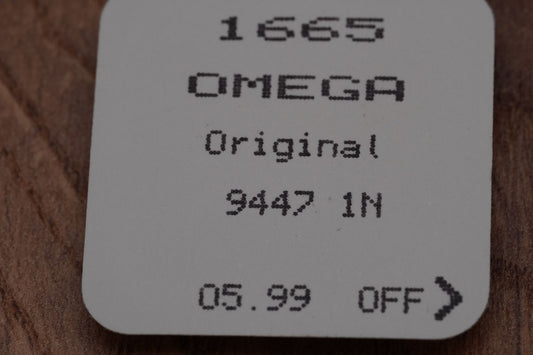 1665
OMEGA
Original
9447 1N
05.99 OFF>